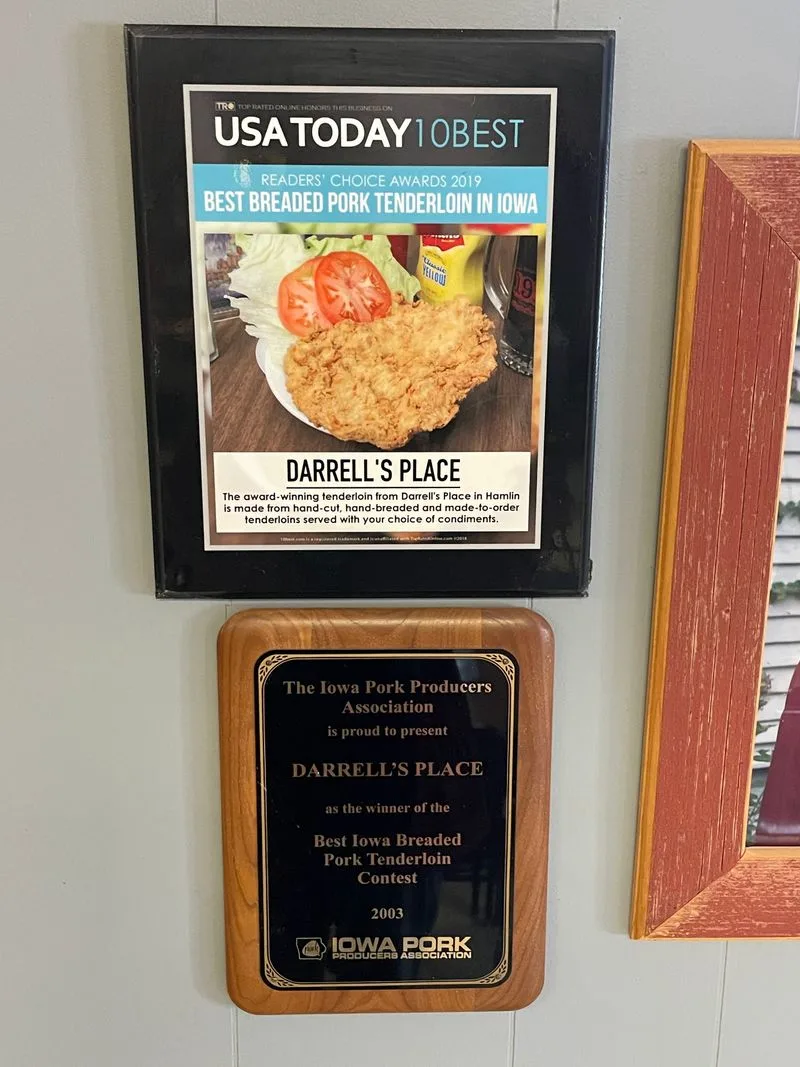 TRO TOP RATED ONLINE HONORS THIS BUSINESS ON
USA TODAY 10BEST
READERS' CHOICE AWARDS 2019
BEST BREADED PORK TENDERLOIN IN IOWA
Classic
YELLOW
DARRELL'S PLACE
The award-winning tenderloin from Darrell's Place in Hamlin
is made from hand-cut, hand-breaded and made-to-order
tenderloins served with your choice of condiments.
The Iowa Pork Producers
Association
is proud to present
DARRELL'S PLACE
as the winner of the
Best Iowa Breaded
Pork Tenderloin
Contest
2003
IOWA PORK
PRODUCERS ASSOCIATION